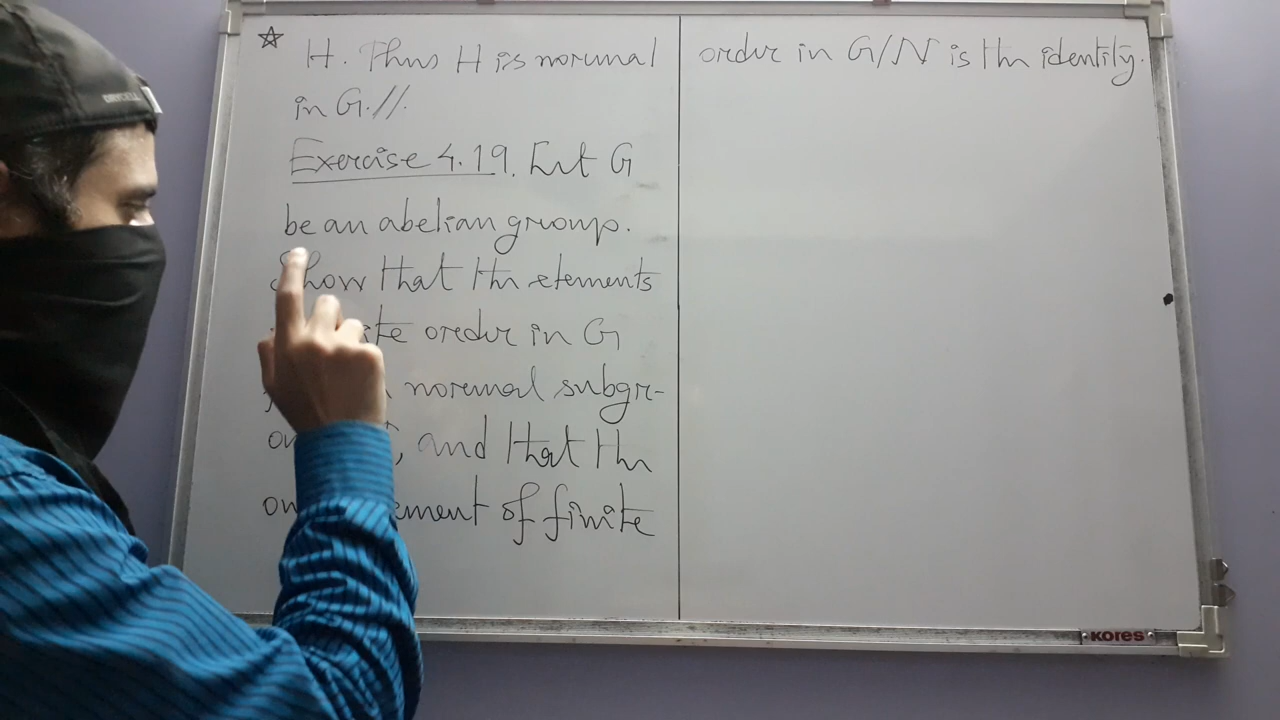 H. Thus H is normal
in G.//.
Exercise 4.19. Let G
be an abelian group.
Show that the elements
order in G
normal subgr-
, and that the
of finite
order in G/N is the identity.
KORES